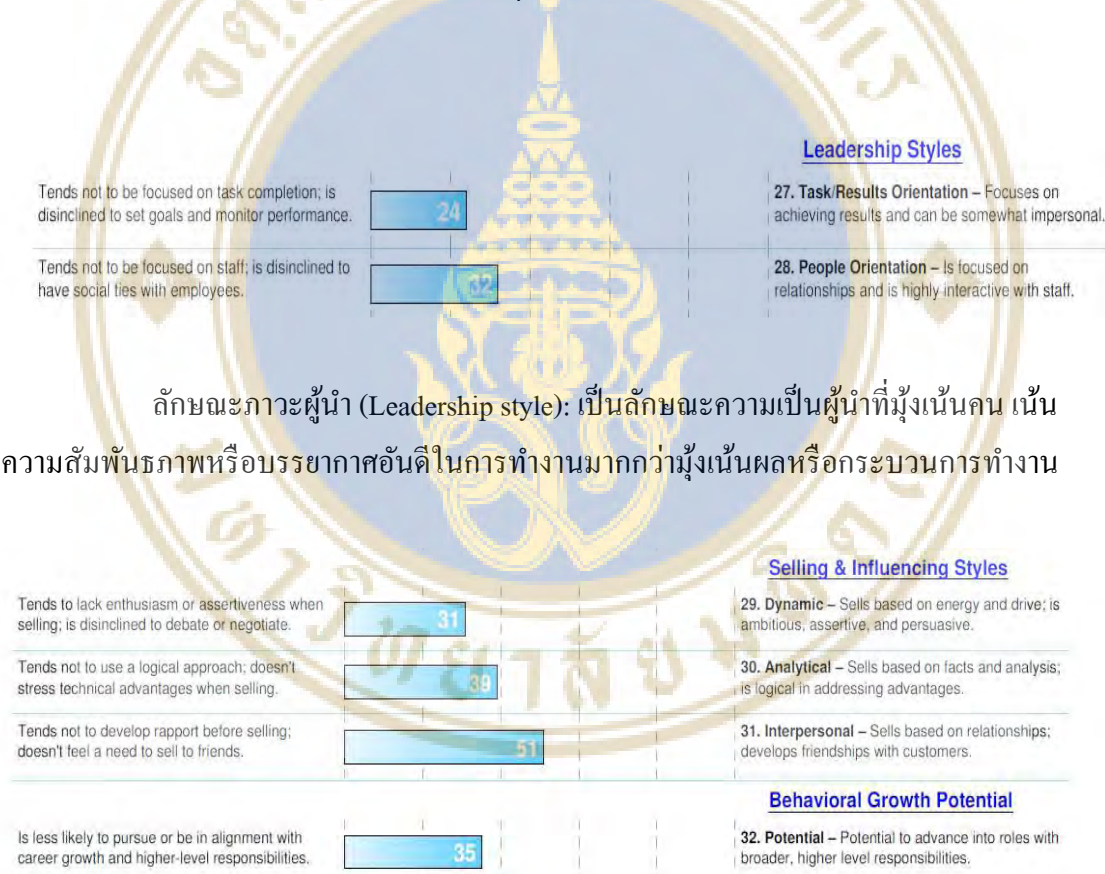 Leadership Styles
Tends not to be focused on task completion; is
disinclined to set goals and monitor performance.
24
27. Task/Results Orientation – Focuses on
achieving results and can be somewhat impersonal.
Tends not to be focused on staff; is disinclined to
have social ties with employees.
32
28. People Orientation – Is focused on
relationships and is highly interactive with staff.
ลักษณะภาวะผู้นำ (Leadership style): เป็นลักษณะความเป็นผู้นำที่มุ้งเน้นคน เน้น
ความสัมพันธภาพหรือบรรยากาศอันดีในการทำงานมากกว่ามุ้งเน้นผลหรือกระบวนการทำงาน
Selling & Influencing Styles
Tends to lack enthusiasm or assertiveness when
selling; is disinclined to debate or negotiate.
31
29. Dynamic – Sells based on energy and drive; is
ambitious, assertive, and persuasive.
Tends not to use a logical approach; doesn't
stress technical advantages when selling.
39
30. Analytical – Sells based on facts and analysis;
is logical in addressing advantages.
Tends not to develop rapport before selling;
doesn't feel a need to sell to friends.
51
31. Interpersonal – Sells based on relationships;
develops friendships with customers.
Behavioral Growth Potential
Is less likely to pursue or be in alignment with
career growth and higher-level responsibilities.
35
32. Potential – Potential to advance into roles with
broader, higher level responsibilities.